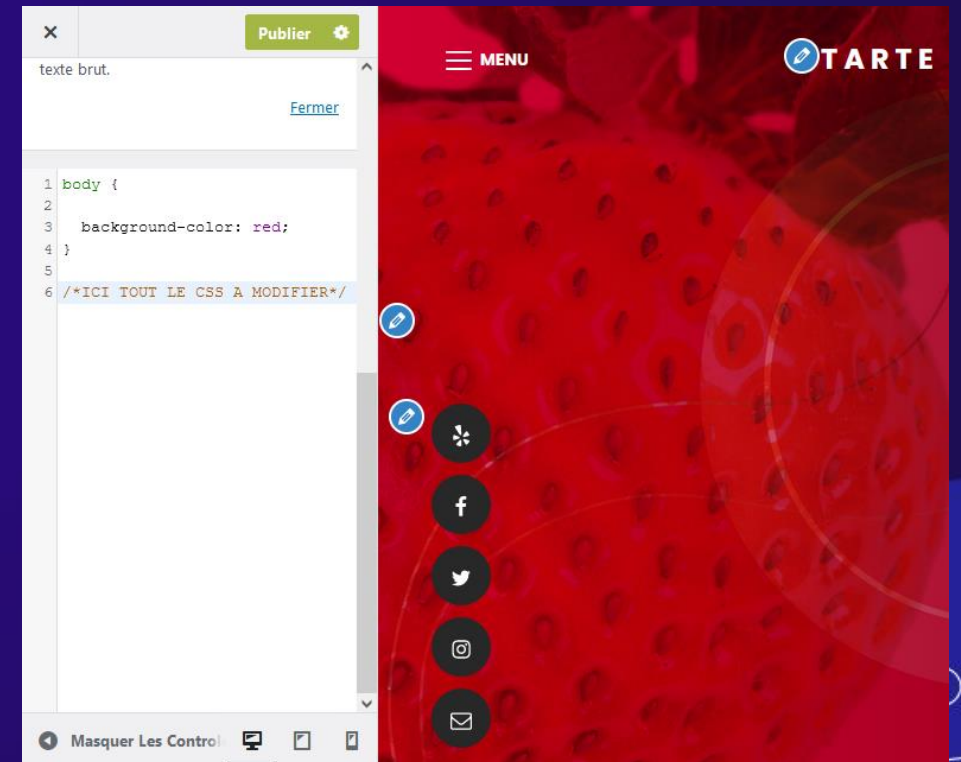 Publier
texte brut.
Fermer
1 body {
2
3 background-color: red;
4 }
5
6 /*ICI TOUT LE CSS A MODIFIER*/
Masquer Les Control
MENU
TARTE